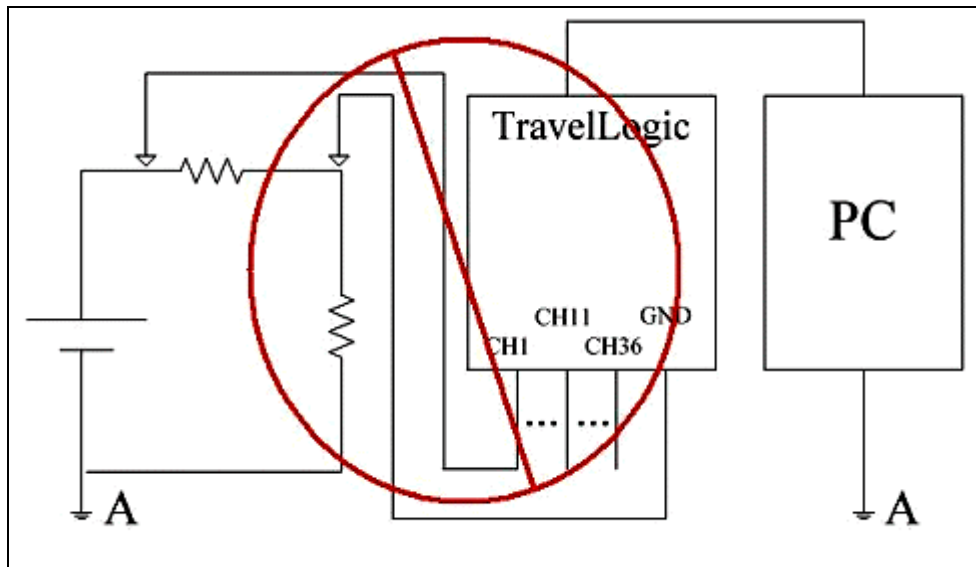 TravelLogic
PC
CH11
GND
CH1
CH36
... ...
A
A